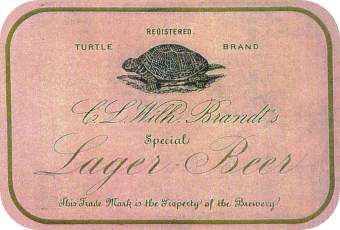 REGISTERED.
TURTLE BRAND
C. L. Wilh. Brandt's
Special
Lager-Beer
This Trade Mark is the Property of the Brewery